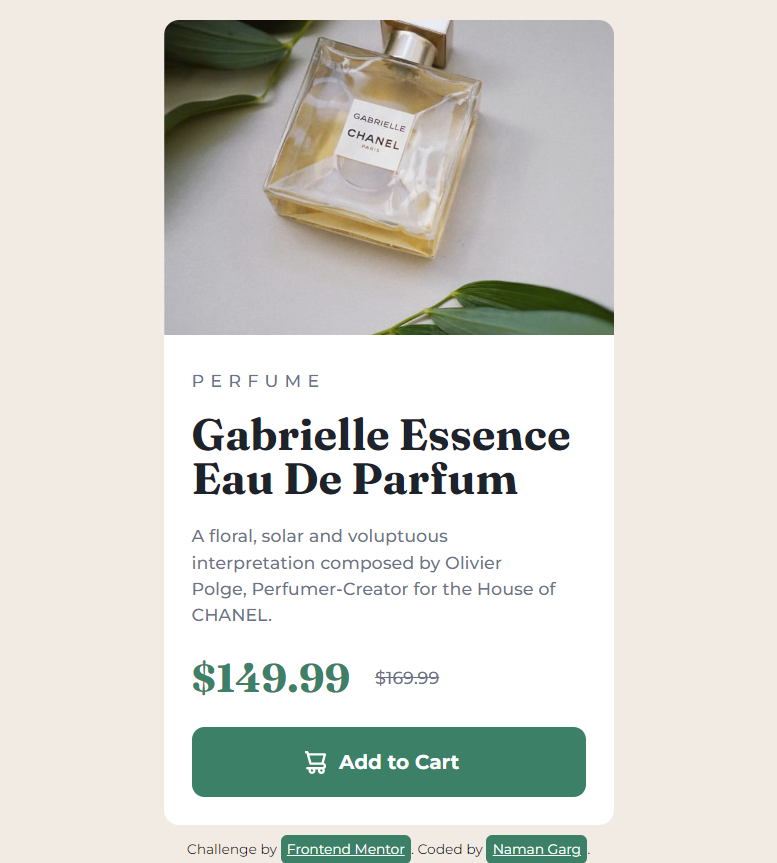 GABRIELLE
CHANEL
PARIS
PERFUME
Gabrielle Essence
Eau De Parfum
A floral, solar and voluptuous
interpretation composed by Olivier
Polge, Perfumer-Creator for the House of
CHANEL.
$149.99 $169.99
Add to Cart
Challenge by Frontend Mentor. Coded by Naman Garg.